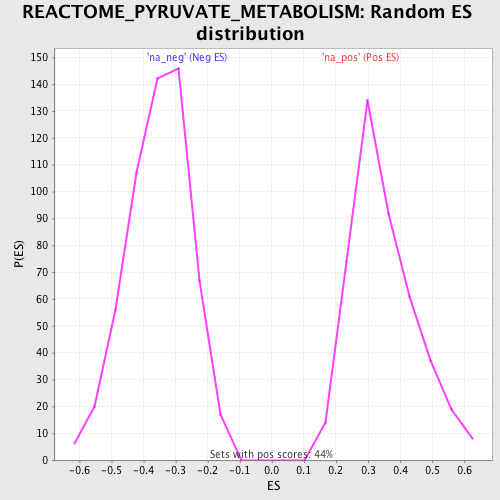 REACTOME_PYRUVATE_METABOLISM: Random ES
distribution
'na_neg' (Neg ES) 'na_pos' (Pos ES)
150
140
130
120
110
100
90
80
70
60
50
40
30
20
10
0
P(ES)
Sets with pos scores: 44%
-0.6 -0.5 -0.4 -0.3 -0.2 -0.1 0.0 0.1 0.2 0.3 0.4 0.5 0.6
ES